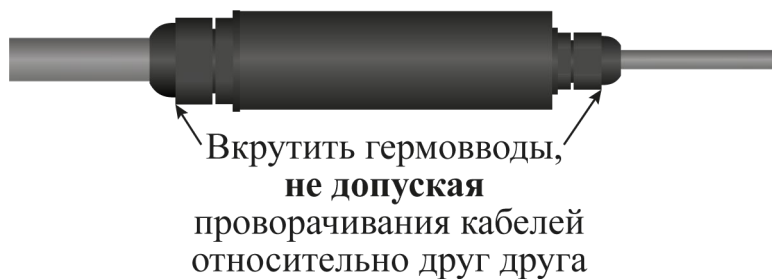 Вкрутить гермовводы,
не допуская
проворачивания кабелей
относительно друг друга